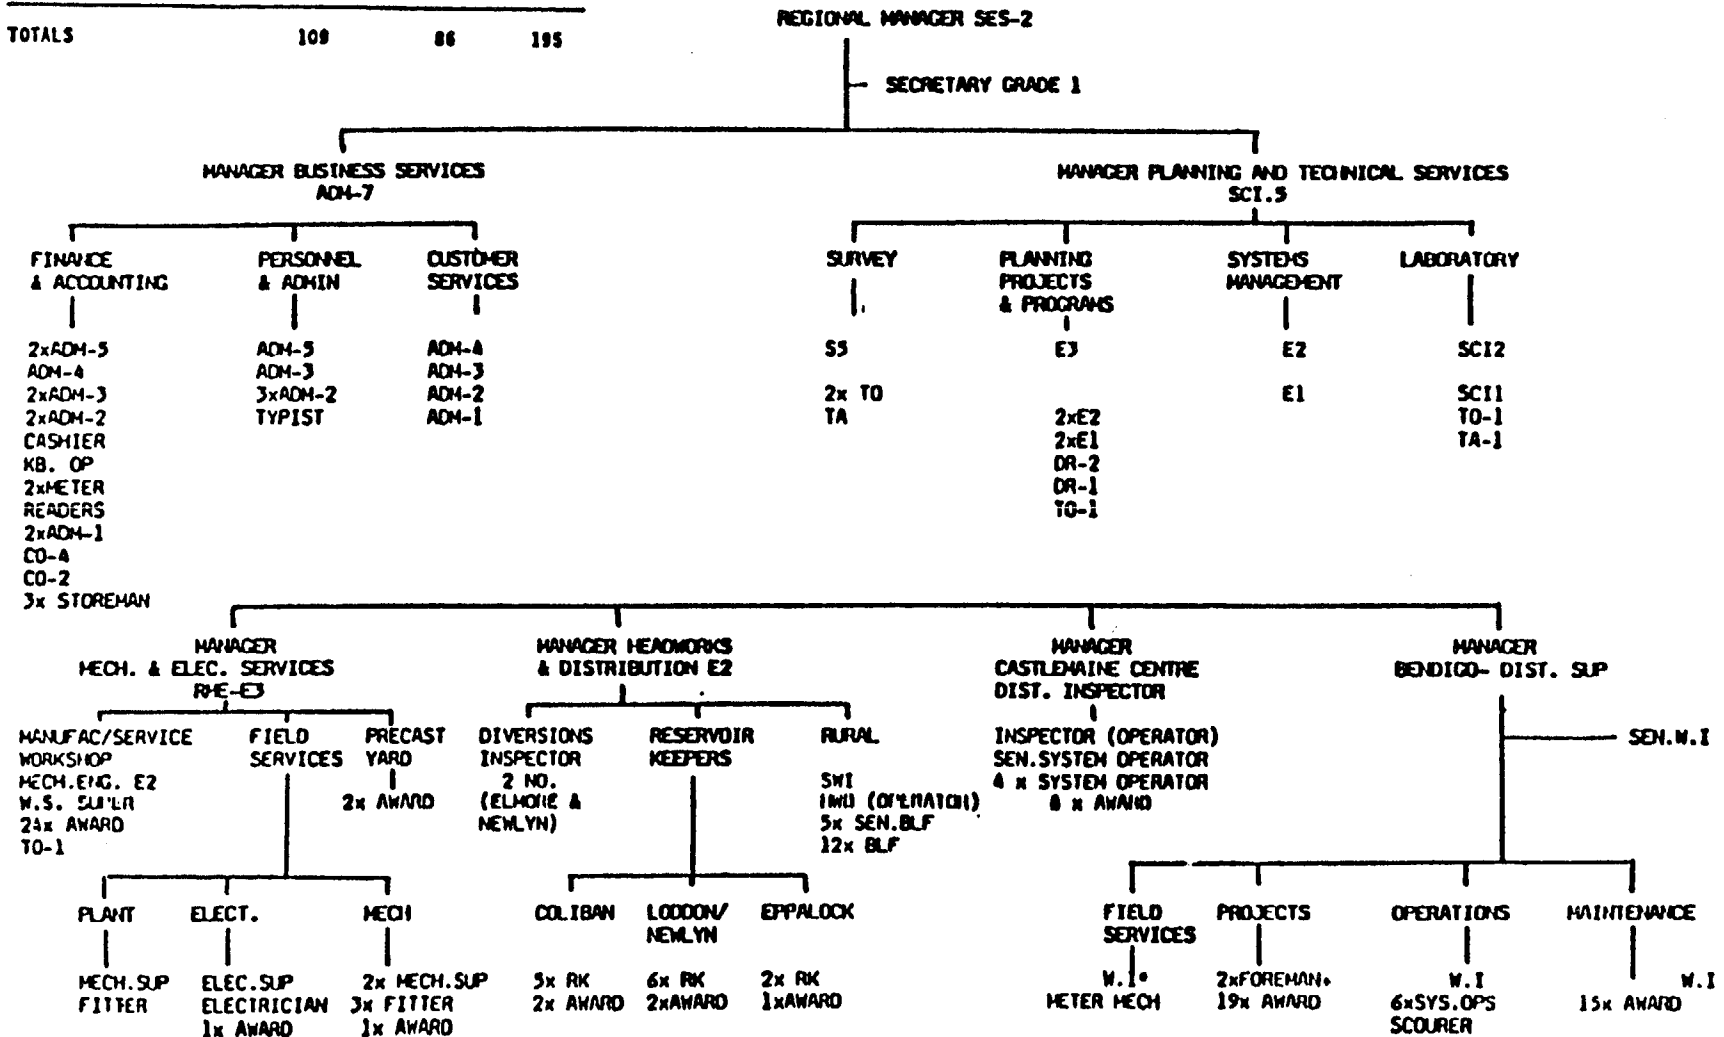 TOTALS 109 86 195
REGIONAL MANAGER SES-2
SECRETARY GRADE 1
MANAGER BUSINESS SERVICES
ADM-7
MANAGER PLANNING AND TECHNICAL SERVICES
SCI.5
FINANCE
& ACCOUNTING
2xADM-5
ADM-4
2xADM-3
2xADM-2
CASHIER
KB. OP
2xMETER
READERS
2xADM-1
CO-4
CO-2
3x STOREMAN
PERSONNEL
& ADMIN
ADM-5
ADM-3
3xADM-2
TYPIST
CUSTOMER
SERVICES
ADM-4
ADM-3
ADM-2
ADM-1
SURVEY
S5
2x TO
TA
PLANNING
PROJECTS
& PROGRAMS
E3
2xE2
2xE1
DR-2
DR-1
TO-1
SYSTEMS
MANAGEMENT
E2
E1
LABORATORY
SCI2
SCI1
TO-1
TA-1
MANAGER
MECH. & ELEC. SERVICES
RME-E3
MANUFAC/SERVICE
WORKSHOP
MECH.ENG. E2
W.S. SUPER
AWARD
TO-1
FIELD
SERVICES
PRECAST
YARD
2x AWARD
PLANT
MECH.SUP
FITTER
ELECT.
ELEC.SUP
ELECTRICIAN
1x AWARD
MECH
2x MECH.SUP
3x FITTER
1x AWARD
MANAGER HEADWORKS
& DISTRIBUTION E2
DIVERSIONS
INSPECTOR
2 NO.
(ELMORE &
NEWLYN)
RESERVOIR
KEEPERS
RURAL
SWI
(OPERATOR)
5x SEN.BLF
12x BLF
COLIBAN
5x RK
2x AWARD
LODDON/
NEWLYN
6x RK
2xAWARD
EPPALOCK
2x RK
1xAWARD
MANAGER
CASTLEMAINE CENTRE
DIST. INSPECTOR
INSPECTOR (OPERATOR)
SEN.SYSTEM OPERATOR
4 x SYSTEM OPERATOR
x AWARD
MANAGER
BENDIGO- DIST. SUP
SEN.W.I
FIELD
SERVICES
W.I*
METER MECH
PROJECTS
2xFOREMAN*
19x AWARD
OPERATIONS
W.I
6xSYS.OPS
SCOURER
MAINTENANCE
W.I
15x AWARD